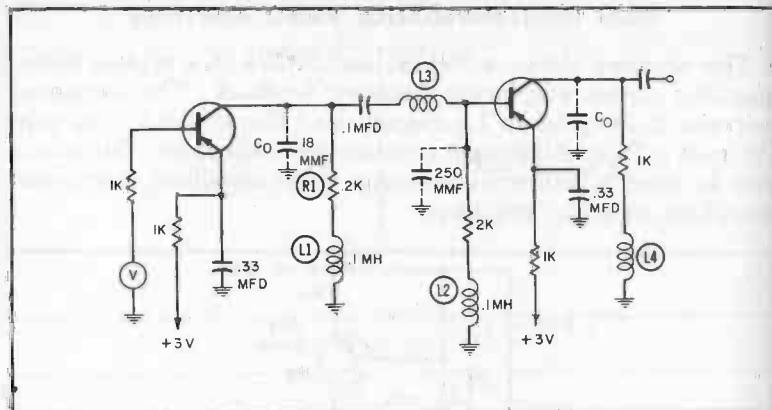 L3
.1MFD
CO
18
MMF
CO
1K
1K
R1
.2K
250
MMF
.33
MFD
1K
2K
1K
L1
.1MH
L4
V
.33
MFD
L2
.1MH
1K
+3V
+3V